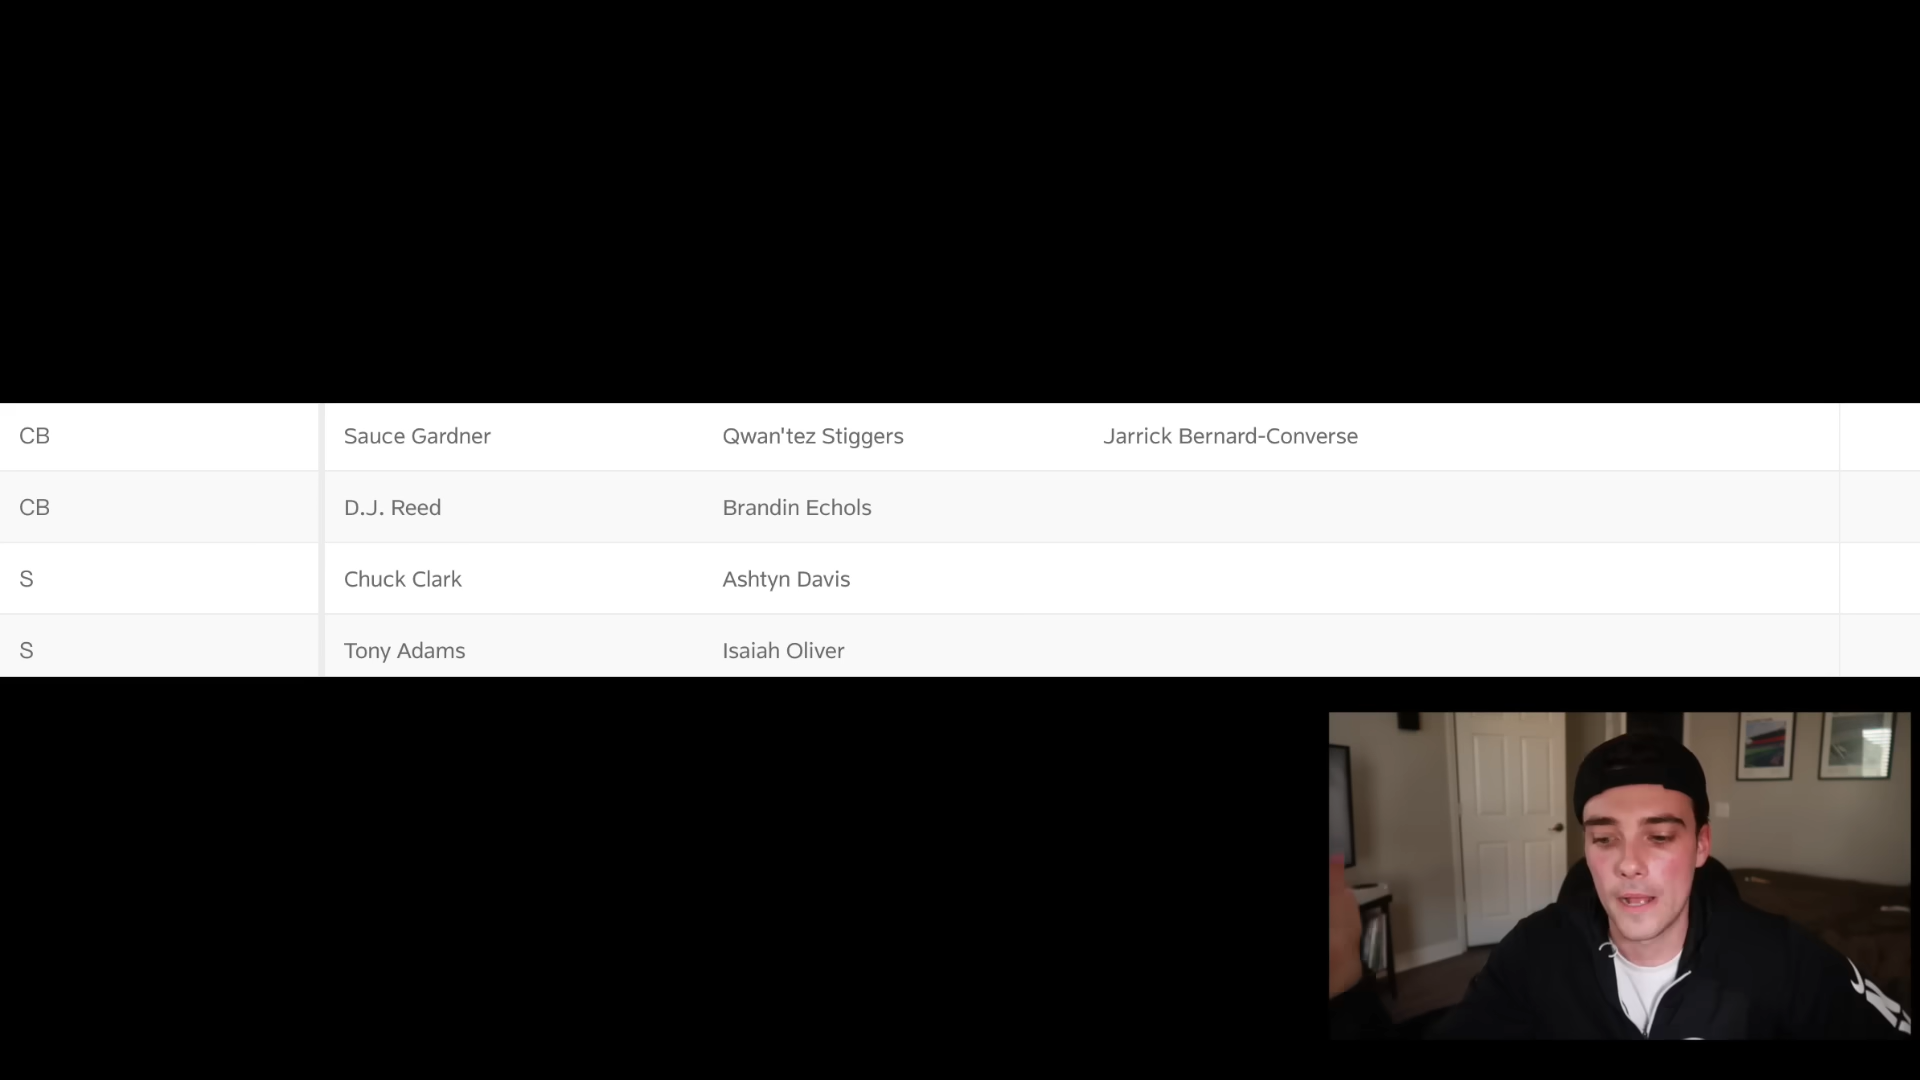 CB Sauce Gardner Qwan'tez Stiggers Jarrick Bernard-Converse
CB D.J. Reed Brandin Echols
S Chuck Clark Ashtyn Davis
S Tony Adams Isaiah Oliver